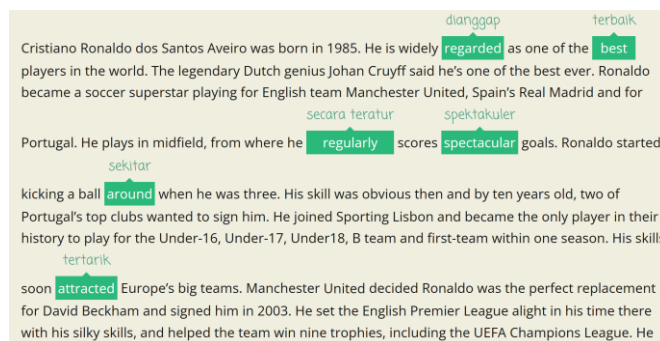 dianggap terbaik
Cristiano Ronaldo dos Santos Aveiro was born in 1985. He is widely regarded as one of the best
players in the world. The legendary Dutch genius Johan Cruyff said he's one of the best ever. Ronaldo
became a soccer superstar playing for English team Manchester United, Spain's Real Madrid and for
secara teratur spektakuler
Portugal. He plays in midfield, from where he regularly scores spectacular goals. Ronaldo started
sekitar
kicking a ball around when he was three. His skill was obvious then and by ten years old, two of
Portugal's top clubs wanted to sign him. He joined Sporting Lisbon and became the only player in their
history to play for the Under-16, Under-17, Under18, B team and first-team within one season. His skills
tertarik
soon attracted Europe's big teams. Manchester United decided Ronaldo was the perfect replacement
for David Beckham and signed him in 2003. He set the English Premier League alight in his time there
with his silky skills, and helped the team win nine trophies, including the UEFA Champions League. He